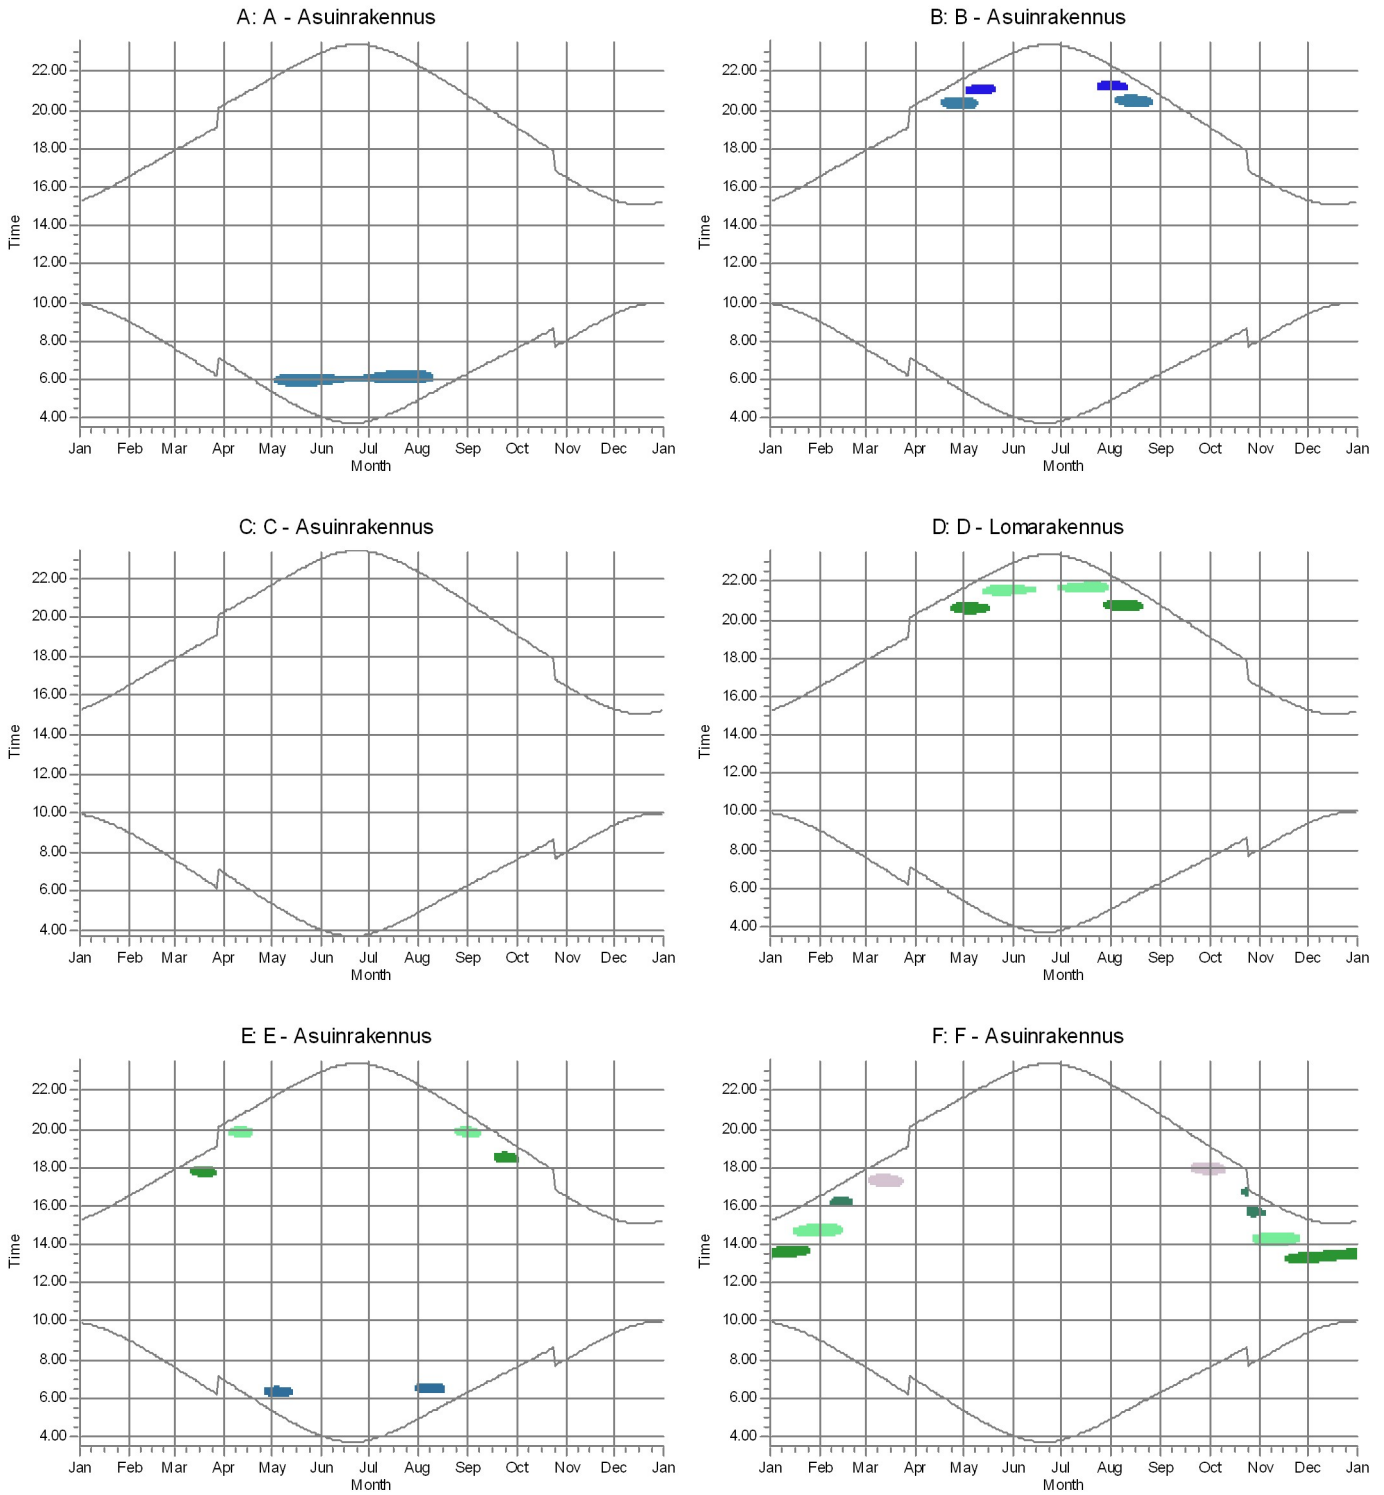 A: A - Asuinrakennus
22.00
20.00
18.00
16.00
14.00
12.00
10.00
8.00
6.00
4.00
Time
Jan Feb Mar Apr May Jun Jul Aug Sep Oct Nov Dec Jan
Month
B: B - Asuinrakennus
22.00
20.00
18.00
16.00
14.00
12.00
10.00
8.00
6.00
4.00
Time
Jan Feb Mar Apr May Jun Jul Aug Sep Oct Nov Dec Jan
Month
C: C - Asuinrakennus
22.00
20.00
18.00
16.00
14.00
12.00
10.00
8.00
6.00
4.00
Time
Jan Feb Mar Apr May Jun Jul Aug Sep Oct Nov Dec Jan
Month
D: D - Lomarakennus
22.00
20.00
18.00
16.00
14.00
12.00
10.00
8.00
6.00
4.00
Time
Jan Feb Mar Apr May Jun Jul Aug Sep Oct Nov Dec Jan
Month
E: E - Asuinrakennus
22.00
20.00
18.00
16.00
14.00
12.00
10.00
8.00
6.00
4.00
Time
Jan Feb Mar Apr May Jun Jul Aug Sep Oct Nov Dec Jan
Month
F: F - Asuinrakennus
22.00
20.00
18.00
16.00
14.00
12.00
10.00
8.00
6.00
4.00
Time
Jan Feb Mar Apr May Jun Jul Aug Sep Oct Nov Dec Jan
Month